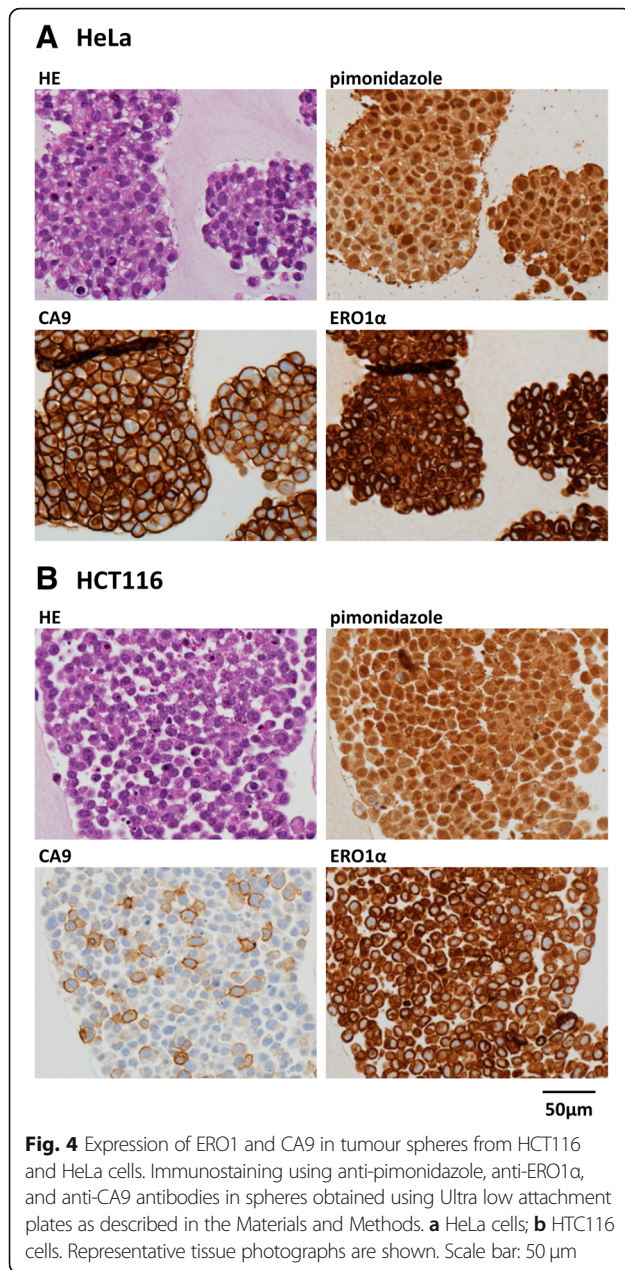 A HeLa
HE pimonidazole
CA9 ERO1α
B HCT116
HE pimonidazole
CA9 ERO1α
50µm
Fig. 4 Expression of ERO1 and CA9 in tumour spheres from HCT116
and HeLa cells. Immunostaining using anti-pimonidazole, anti-ERO1α,
and anti-CA9 antibodies in spheres obtained using Ultra low attachment
plates as described in the Materials and Methods. a HeLa cells; b HTC116
cells. Representative tissue photographs are shown. Scale bar: 50 µm